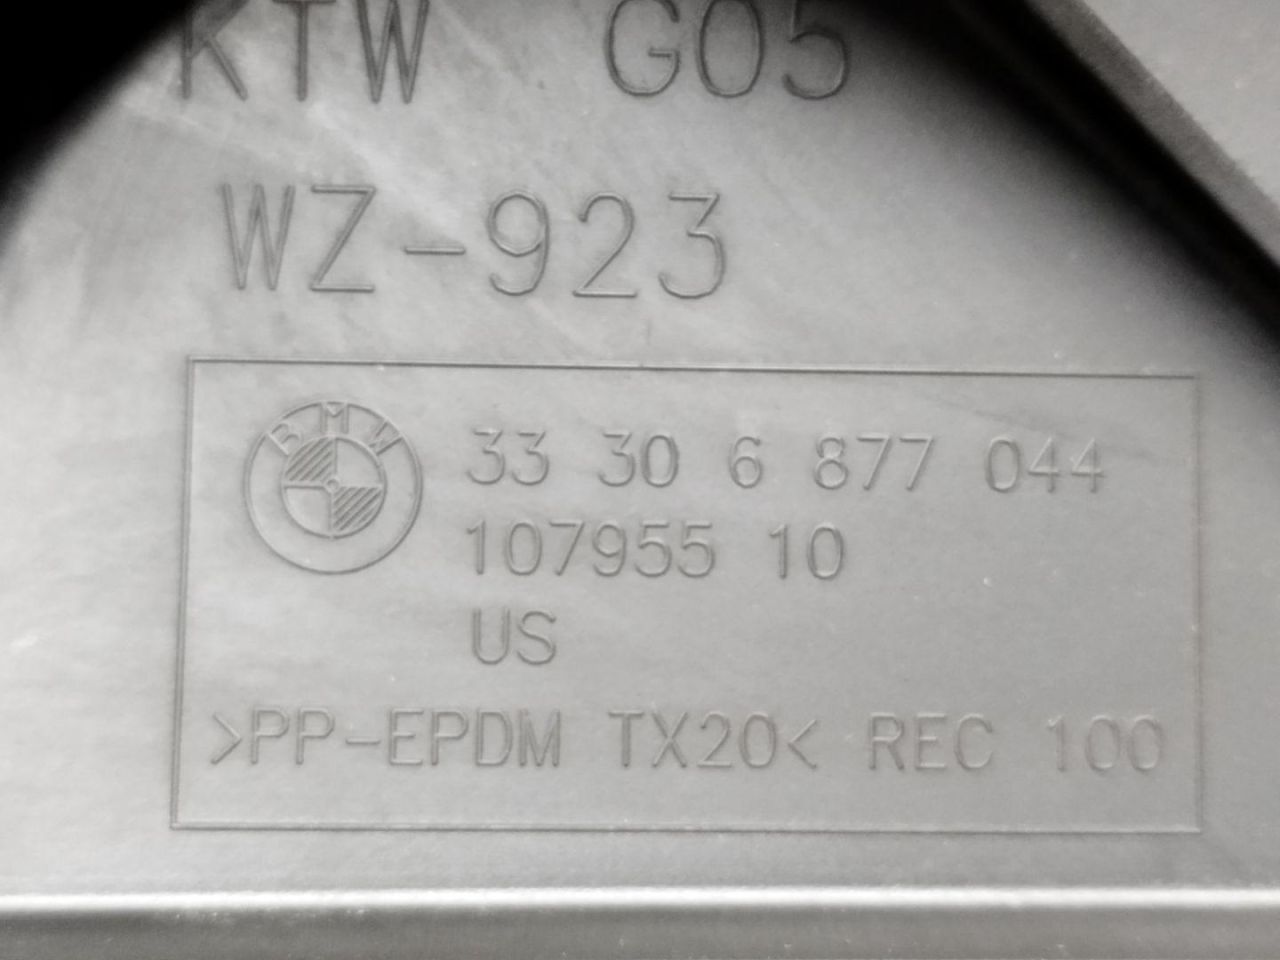 KTW G05
WZ-923
BMW
33 30 6 877 044
107955 10
US
>PP-EPDM TX20< REC 100